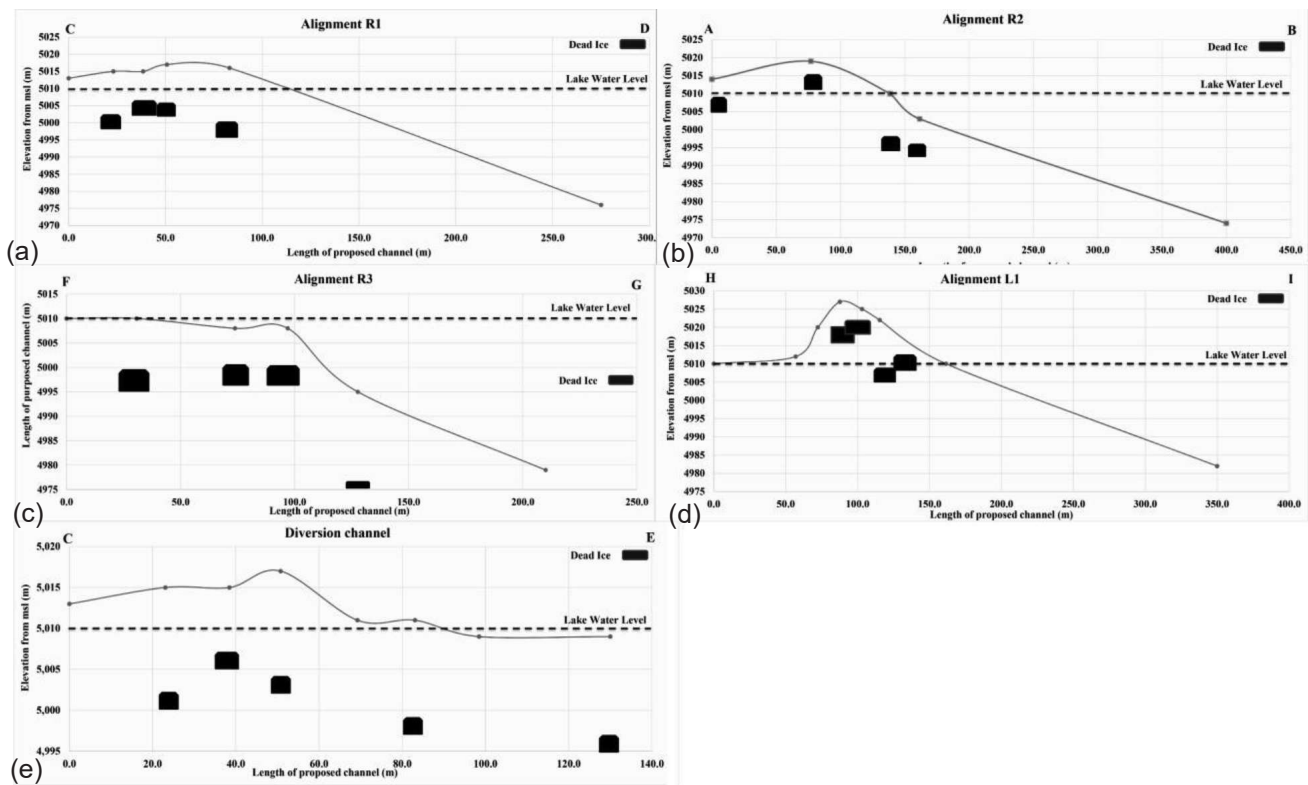 Alignment R1
C
D
Dead Ice
Lake Water Level
Elevation from msl (m)
5025
5020
5015
5010
5005
5000
4995
4990
4985
4980
4975
4970
0.0 50.0 100.0 150.0 200.0 250.0 300.
Length of proposed channel (m)
(a)
Alignment R2
A
B
Dead Ice
Lake Water Level
Elevation from msl (m)
5025
5020
5015
5010
5005
5000
4995
4990
4985
4980
4975
4970
0.0 50.0 100.0 150.0 200.0 250.0 300.0 350.0 400.0 450.0
(b)
Alignment R3
F
G
Lake Water Level
Dead Ice
Length of purposed channel (m)
5015
5010
5005
5000
4995
4990
4985
4980
4975
0.0 50.0 100.0 150.0 200.0 250.0
Length of proposed channel (m)
(c)
Alignment L1
H
I
Dead Ice
Lake Water Level
Elevation from msl (m)
5030
5025
5020
5015
5010
5005
5000
4995
4990
4985
4980
4975
0.0 50.0 100.0 150.0 200.0 250.0 300.0 350.0 400.0
Length of proposed channel (m)
(d)
Diversion channel
C
E
Dead Ice
Lake Water Level
Elevation from msl (m)
5,020
5,015
5,010
5,005
5,000
4,995
0.0 20.0 40.0 60.0 80.0 100.0 120.0 140.0
Length of proposed channel (m)
(e)